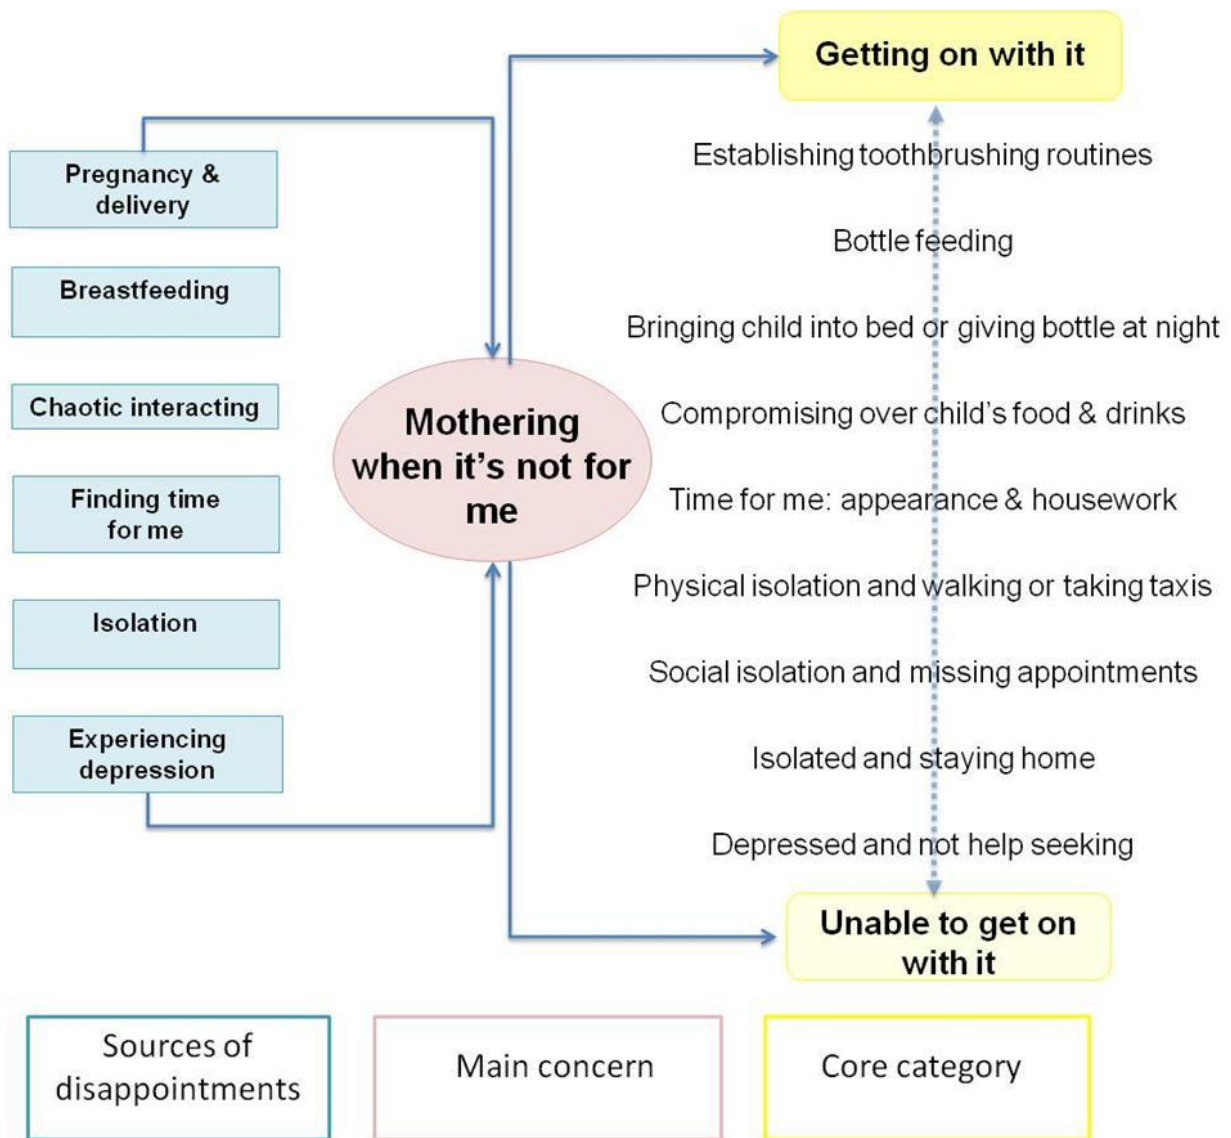 Getting on with it
Pregnancy &
delivery
Breastfeeding
Chaotic interacting
Finding time
for me
Isolation
Experiencing
depression
Mothering
when it's not for
me
Establishing toothbrushing routines
Bottle feeding
Bringing child into bed or giving bottle at night
Compromising over child's food & drinks
Time for me: appearance & housework
Physical isolation and walking or taking taxis
Social isolation and missing appointments
Isolated and staying home
Depressed and not help seeking
Unable to get on
with it
Sources of
disappointments
Main concern
Core category